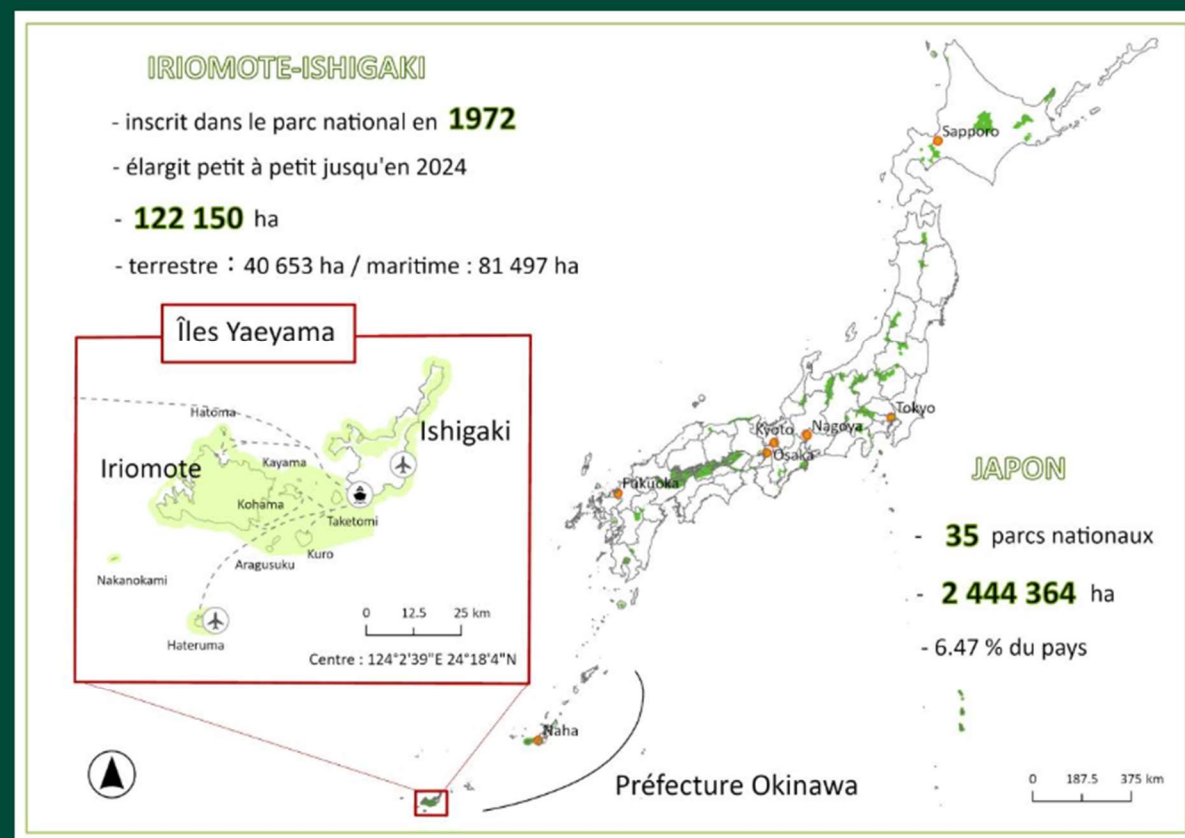 IRIOMOTE-ISHIGAKI
- inscrit dans le parc national en 1972
- élargit petit à petit jusqu'en 2024
- 122 150 ha
- terrestre : 40 653 ha / maritime : 81 497 ha
Îles Yaeyama
Hatoma
Ishigaki
Iriomote
Kayama
Kohama
Taketomi
Kuro
Aragusuku
Nakanokami
Hateruma
0 12.5 25 km
Centre : 124°2'39"E 24°18'4"N
Sapporo
Tokyo
Kyoto
Nagoya
Osaka
Fukuoka
Naha
JAPON
- 35 parcs nationaux
- 2 444 364 ha
- 6.47 % du pays
Préfecture Okinawa
0 187.5 375 km